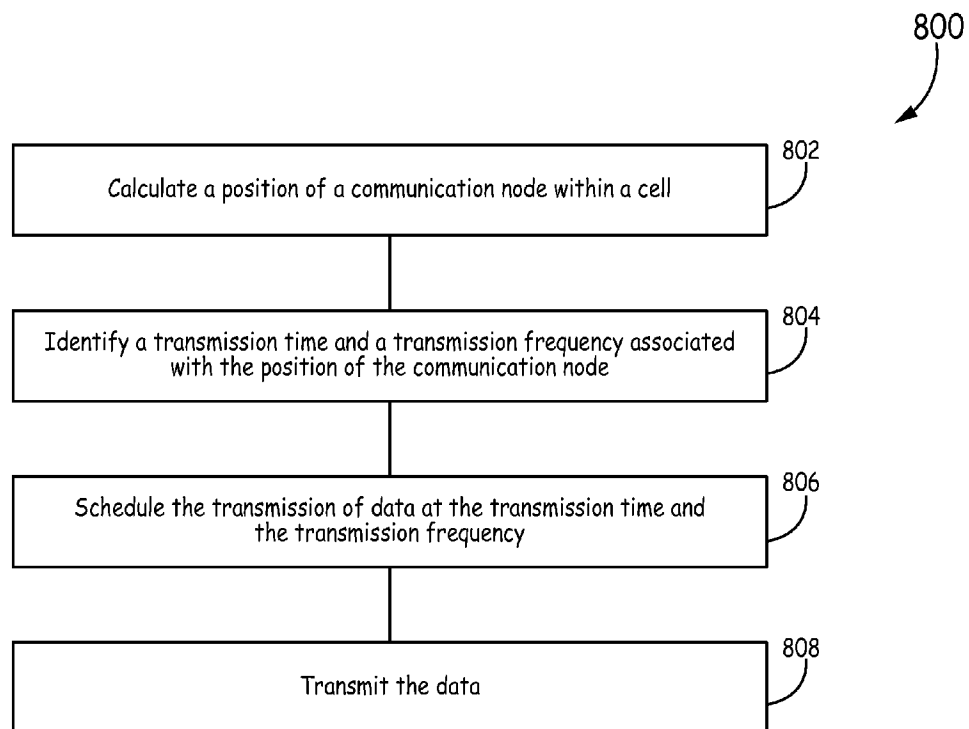 800
802
Calculate a position of a communication node within a cell
804
Identify a transmission time and a transmission frequency associated
with the position of the communication node
806
Schedule the transmission of data at the transmission time and
the transmission frequency
808
Transmit the data